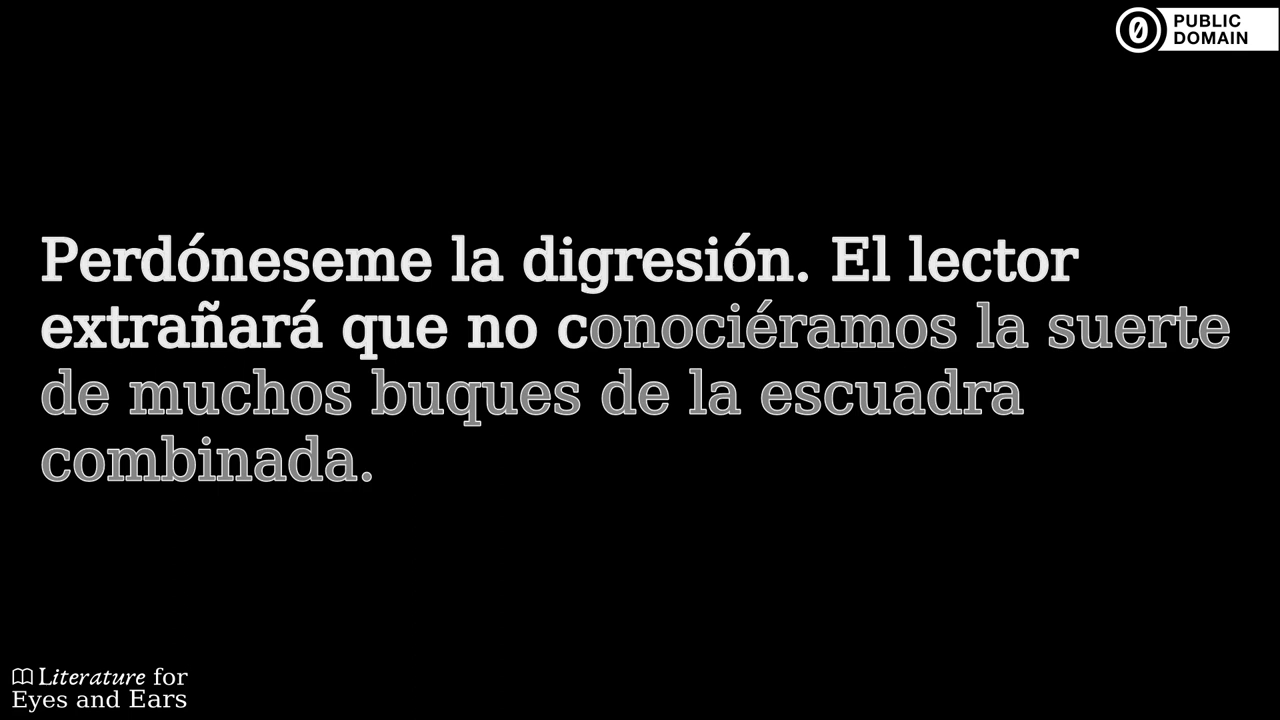 PUBLIC
DOMAIN
Perdóneseme la digresión. El lector
extrañará que no conociéramos la suerte
de muchos buques de la escuadra
combinada.
Literature for
Eyes and Ears